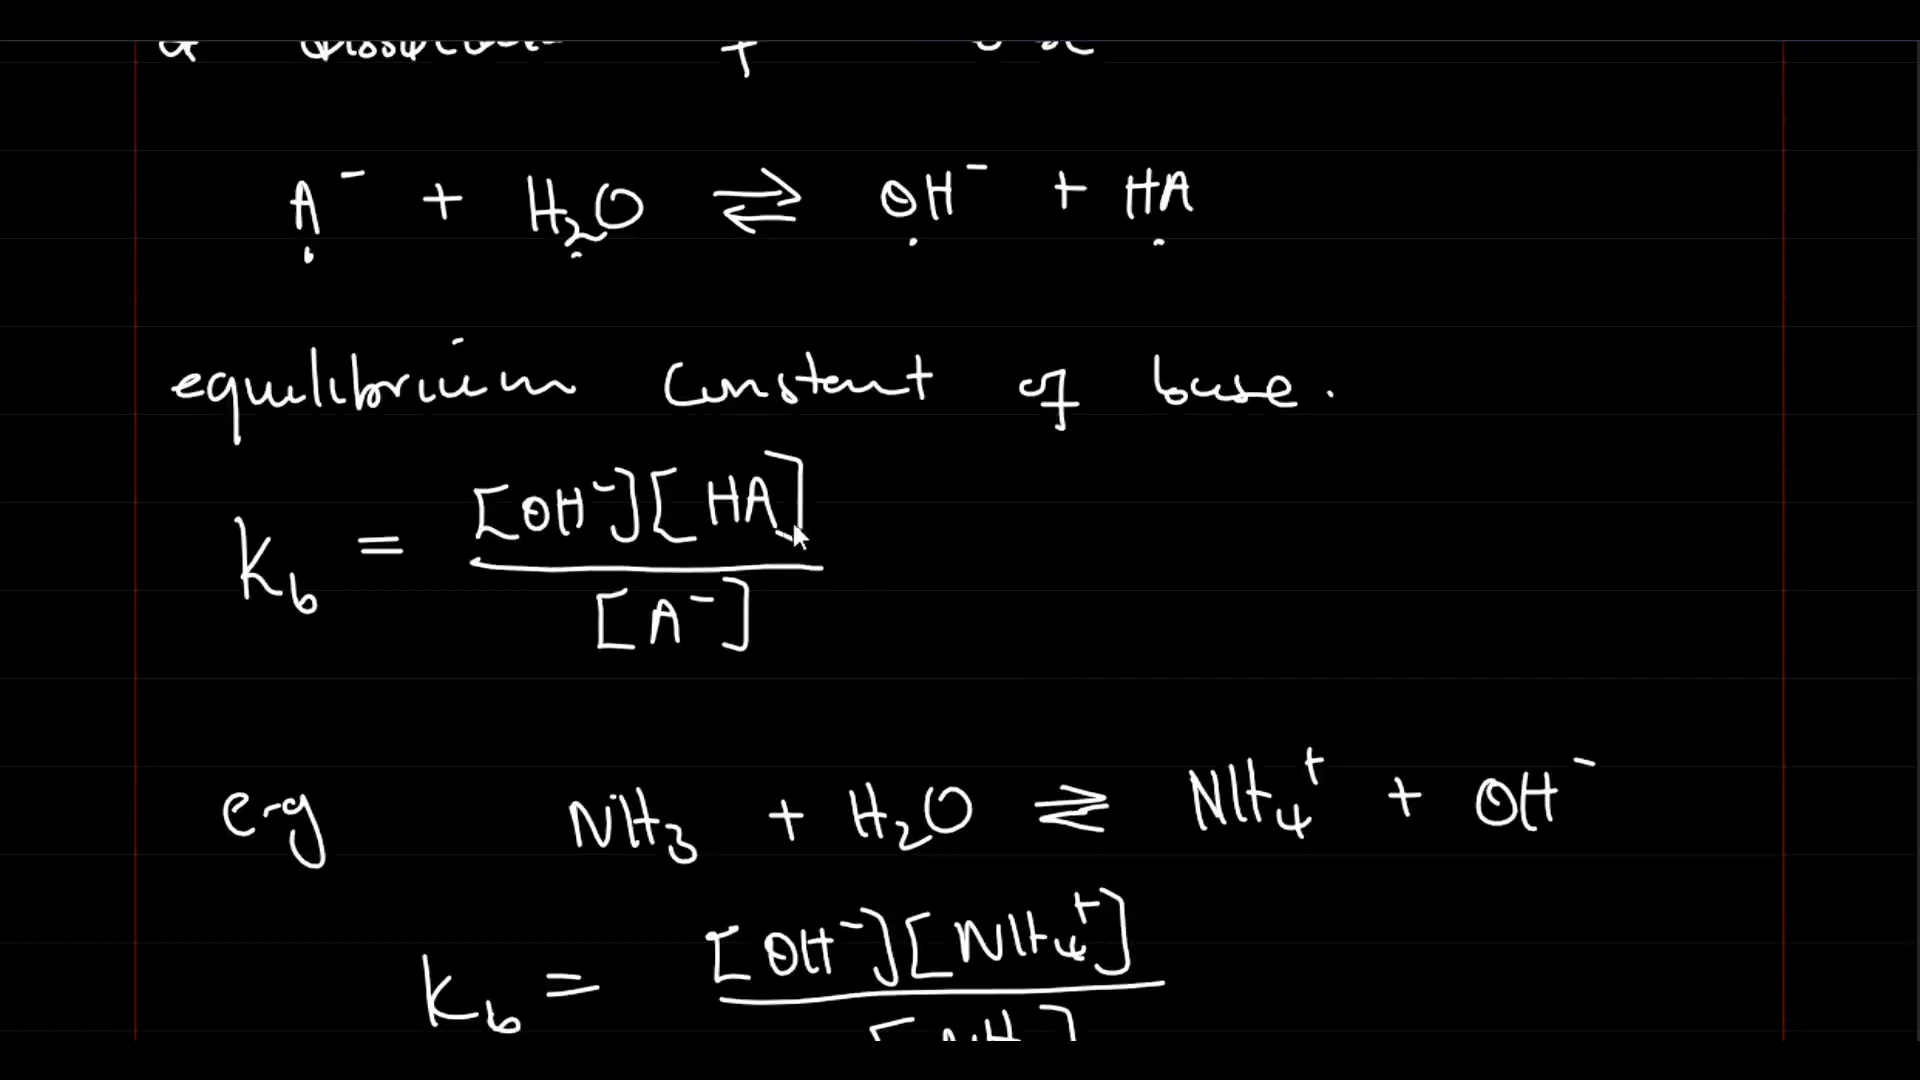 A⁻ + H₂O ⇌ OH⁻ + HA
equilibrium constant of base.
K_b = [OH⁻][HA] / [A⁻]
e.g NH₃ + H₂O ⇌ NH₄⁺ + OH⁻
K_b = [OH⁻][NH₄⁺]